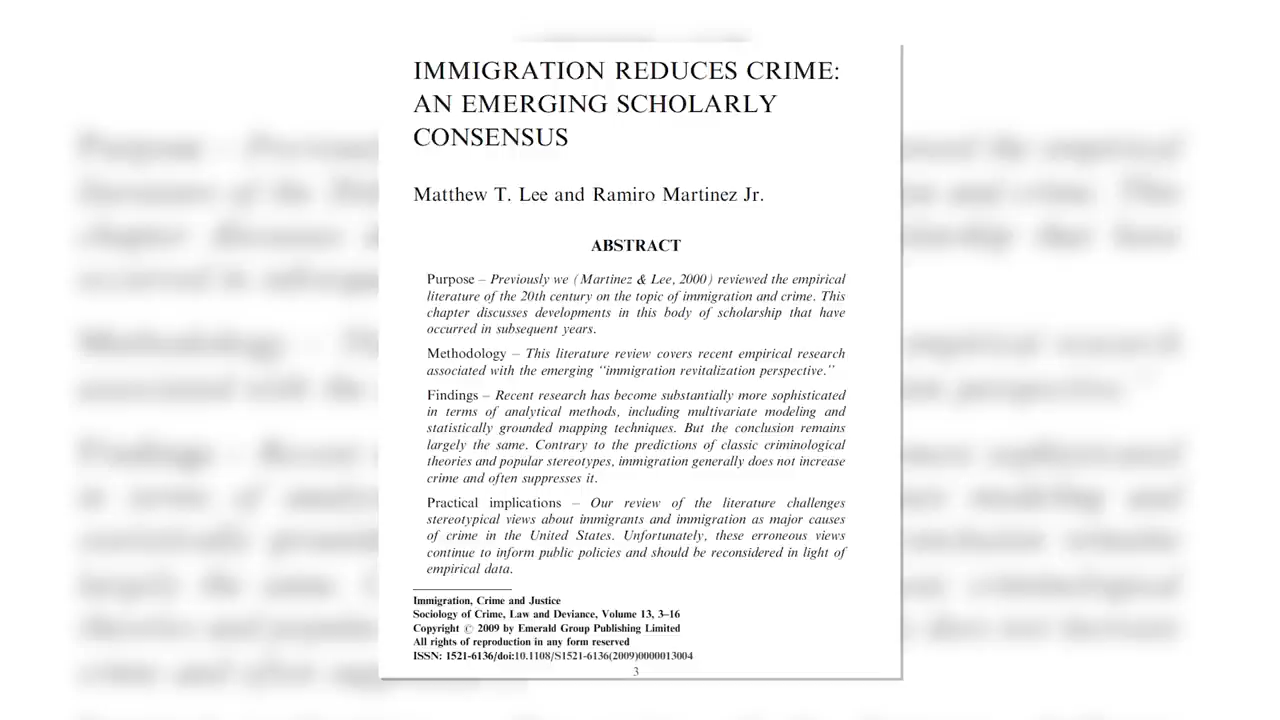 IMMIGRATION REDUCES CRIME:
AN EMERGING SCHOLARLY
CONSENSUS
Matthew T. Lee and Ramiro Martinez Jr.
ABSTRACT
Purpose – Previously we (Martinez & Lee, 2000) reviewed the empirical
literature of the 20th century on the topic of immigration and crime. This
chapter discusses developments in this body of scholarship that have
occurred in subsequent years.
Methodology – This literature review covers recent empirical research
associated with the emerging ‘‘immigration revitalization perspective.’’
Findings – Recent research has become substantially more sophisticated
in terms of analytical methods, including multivariate modeling and
statistically grounded mapping techniques. But the conclusion remains
largely the same. Contrary to the predictions of classic criminological
theories and popular stereotypes, immigration generally does not increase
crime and often suppresses it.
Practical implications – Our review of the literature challenges
stereotypical views about immigrants and immigration as major causes
of crime in the United States. Unfortunately, these erroneous views
continue to inform public policies and should be reconsidered in light of
empirical data.
Immigration, Crime and Justice
Sociology of Crime, Law and Deviance, Volume 13, 3–16
Copyright © 2009 by Emerald Group Publishing Limited
All rights of reproduction in any form reserved
ISSN: 1521-6136/doi:10.1108/S1521-6136(2009)0000013004
3